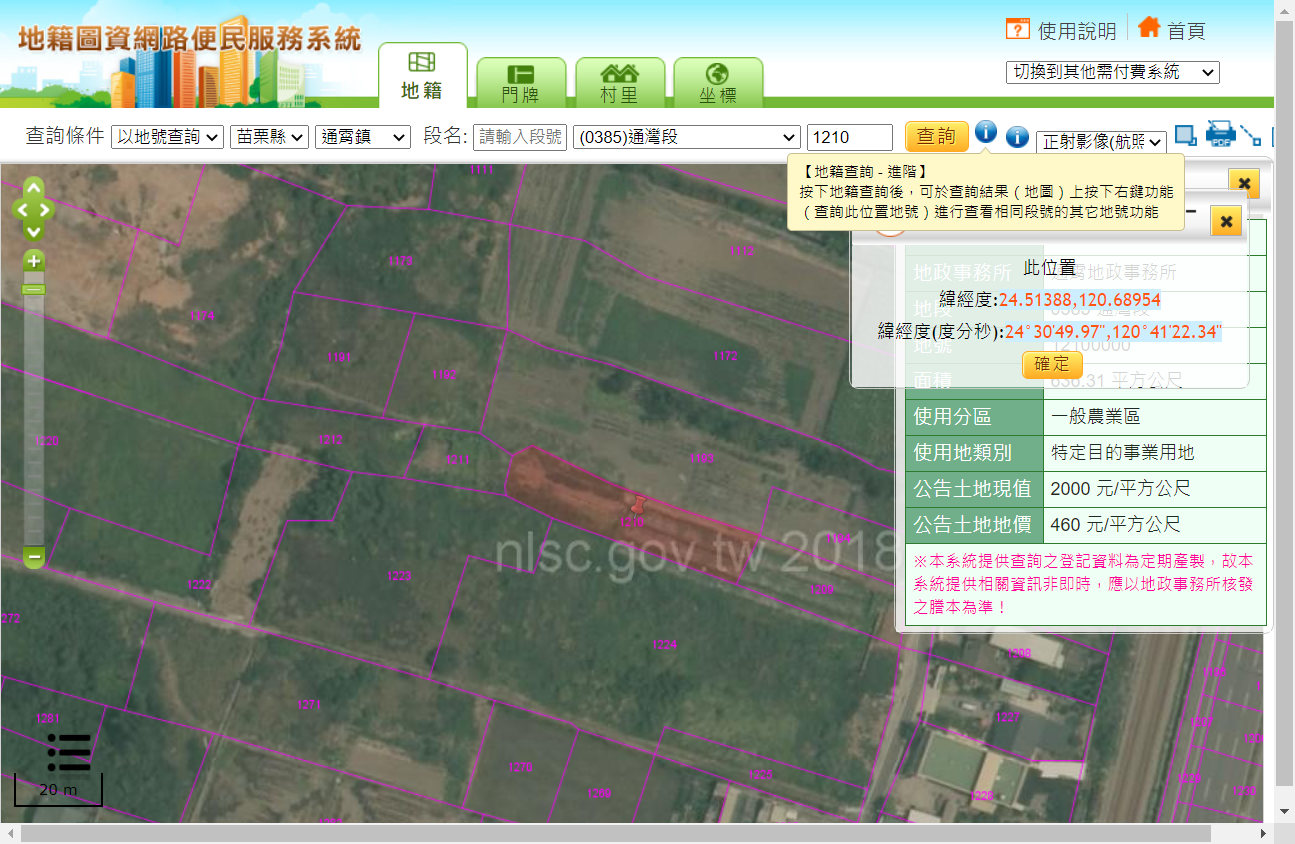 地籍圖資網路便民服務系統
使用說明
首頁
切換到其他需付費系統
地籍
門牌
村里
坐標
查詢條件
以地號查詢
苗栗縣
通霄鎮
段名:
請輸入段號
(0385)通灣段
1210
查詢
正射影像(航照
PDF
【地籍查詢 - 進階】
按下地籍查詢後，可於查詢結果（地圖）上按下右鍵功能
（查詢此位置地號）進行查看相同段號的其它地號功能
此位置
緯經度:24.51388,120.68954
緯經度(度分秒):24°30'49.97",120°41'22.34"
確定
地政事務所
地政事務所
地段
0385 通灣段
地號
12100000
面積
636.31 平方公尺
使用分區
一般農業區
使用地類別
特定目的事業用地
公告土地現值
2000 元/平方公尺
公告土地地價
460 元/平方公尺
※本系統提供查詢之登記資料為定期產製，故本
系統提供相關資訊非即時，應以地政事務所核發
之謄本為準！
1172
1220
1212
1211
1210
nlsc.gov.tw 2018
1222
1223
1209
1224
1208
1271
1227
1281
1228
20 m